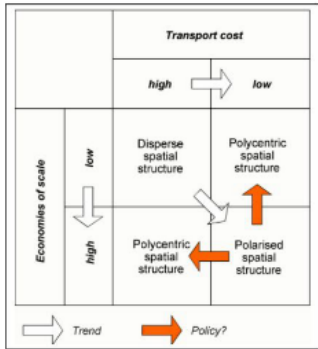 Transport cost
high
low
Economies of scale
low
Disperse
spatial
structure
Polycentric
spatial
structure
high
Polycentric
spatial
structure
Polarised
spatial
structure
Trend
Policy?